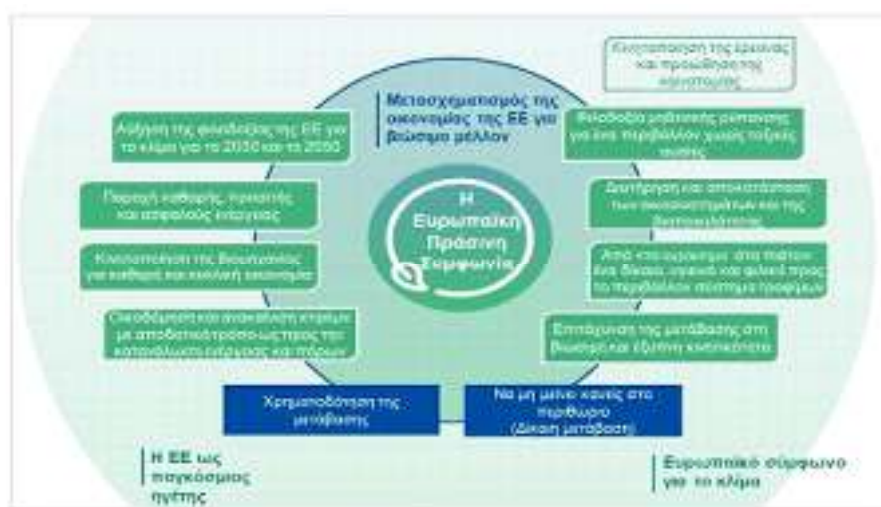 Κινητοποίηση της έρευνας
και προώθηση της
καινοτομίας
Μετασχηματισμός της
οικονομίας της ΕΕ για
βιώσιμο μέλλον
Αύξηση της φιλοδοξίας της ΕΕ για
το κλίμα για το 2030 και το 2050
Φιλοδοξία μηδενικής ρύπανσης
για ένα περιβάλλον χωρίς τοξικές
ουσίες
Παροχή καθαρής, προσιτής
και ασφαλούς ενέργειας
Η
Ευρωπαϊκή
Πράσινη
Συμφωνία
Διατήρηση και αποκατάσταση
των οικοσυστημάτων και της
βιοποικιλότητας
Κινητοποίηση της βιομηχανίας
για καθαρή και κυκλική οικονομία
Από «το αγρόκτημα στο πιάτο»:
ένα δίκαιο, υγιεινό και φιλικό προς
το περιβάλλον σύστημα τροφίμων
Οικοδόμηση και ανακαίνιση κτιρίων
με αποδοτικό τρόπο ως προς την
κατανάλωση ενέργειας και πόρων
Επιτάχυνση της μετάβασης στη
βιώσιμη και έξυπνη κινητικότητα
Χρηματοδότηση της
μετάβασης
Να μη μείνει κανείς στο
περιθώριο
(Δίκαιη μετάβαση)
Η ΕΕ ως
παγκόσμιος
ηγέτης
Ευρωπαϊκό σύμφωνο
για το κλίμα